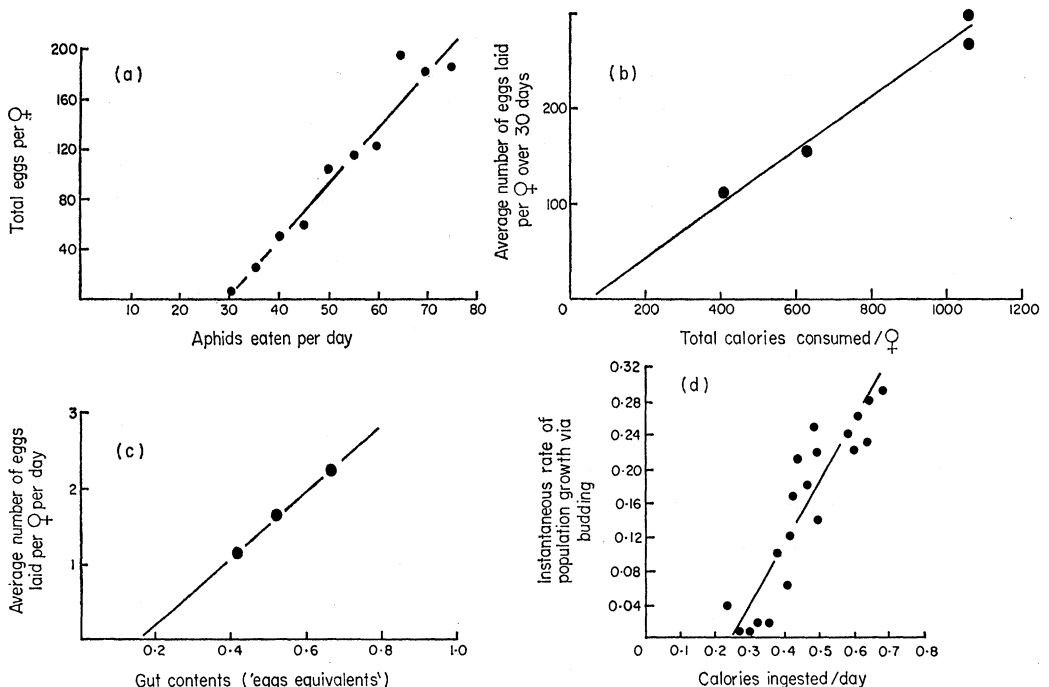 (a)
Total eggs per ♀
200
160
120
80
40
10 20 30 40 50 60 70 80
Aphids eaten per day
(b)
Average number of eggs laid
per ♀ over 30 days
200
100
0 200 400 600 800 1000 1200
Total calories consumed/♀
(c)
Average number of eggs
laid per ♀ per day
3
2
1
0·2 0·4 0·6 0·8 1·0
Gut contents ('eggs equivalents')
(d)
Instantaneous rate of
population growth via
budding
0·32
0·28
0·24
0·20
0·16
0·12
0·08
0·04
0 0·1 0·2 0·3 0·4 0·5 0·6 0·7 0·8
Calories ingested/day